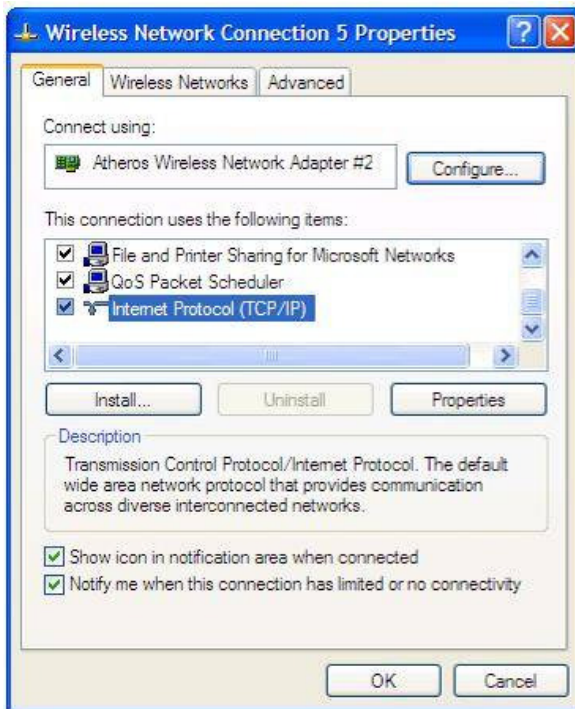 Wireless Network Connection 5 Properties
General Wireless Networks Advanced
Connect using:
Atheros Wireless Network Adapter #2 Configure...
This connection uses the following items:
File and Printer Sharing for Microsoft Networks
QoS Packet Scheduler
Internet Protocol (TCP/IP)
Install... Uninstall Properties
Description
Transmission Control Protocol/Internet Protocol. The default
wide area network protocol that provides communication
across diverse interconnected networks.
Show icon in notification area when connected
Notify me when this connection has limited or no connectivity
OK Cancel